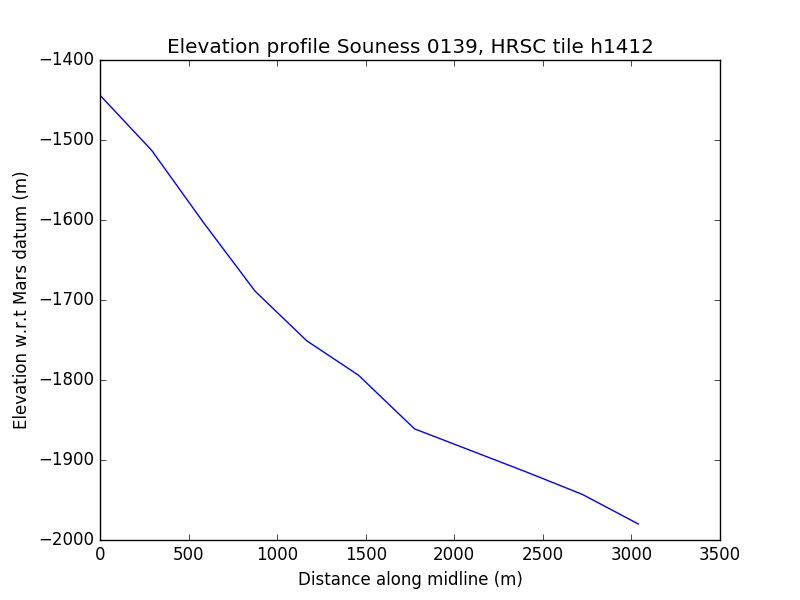 Elevation profile Souness 0139, HRSC tile h1412
−1400
−1500
−1600
−1700
−1800
−1900
−2000
Elevation w.r.t Mars datum (m)
0 500 1000 1500 2000 2500 3000 3500
Distance along midline (m)